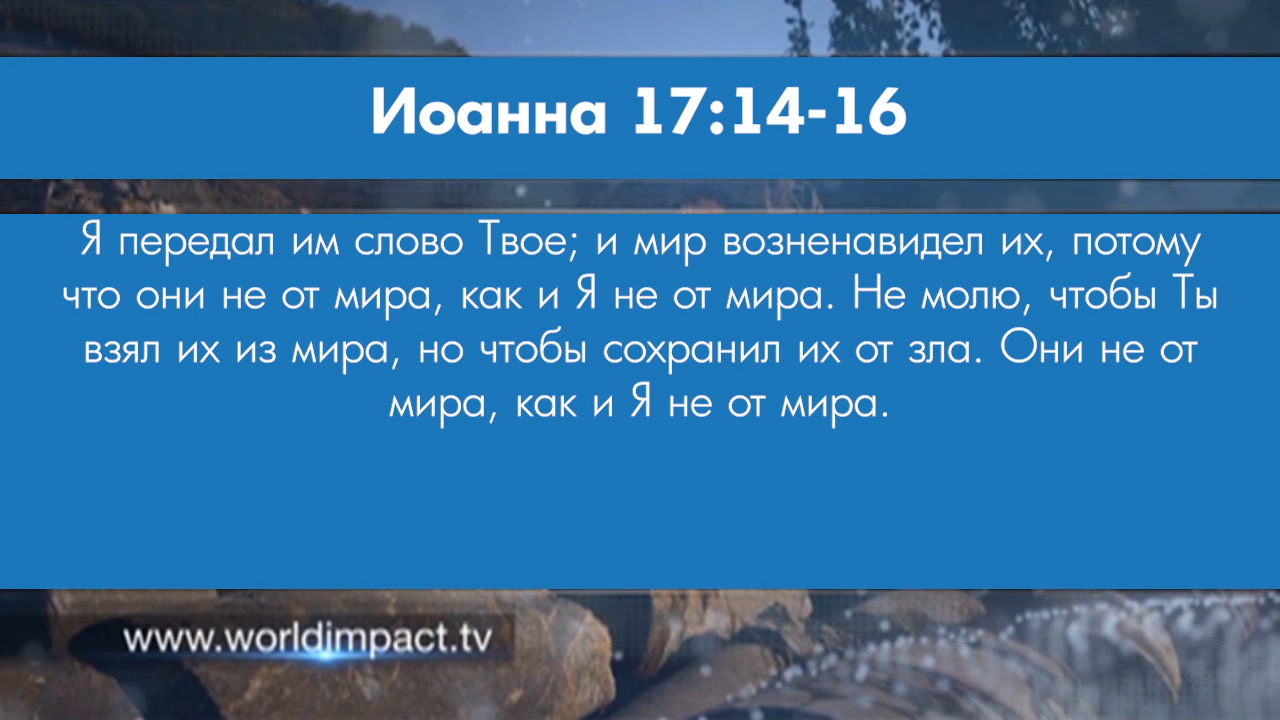 Иоанна 17:14-16
Я передал им слово Твое; и мир возненавидел их, потому
что они не от мира, как и Я не от мира. Не молю, чтобы Ты
взял их из мира, но чтобы сохранил их от зла. Они не от
мира, как и Я не от мира.
www.worldimpact.tv